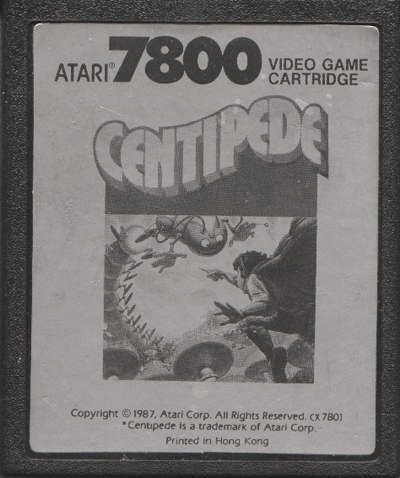 ATARI® 7800 VIDEO GAME
CARTRIDGE
CENTIPEDE
Copyright © 1987, Atari Corp. All Rights Reserved. CX7801
*Centipede is a trademark of Atari Corp.
Printed in Hong Kong